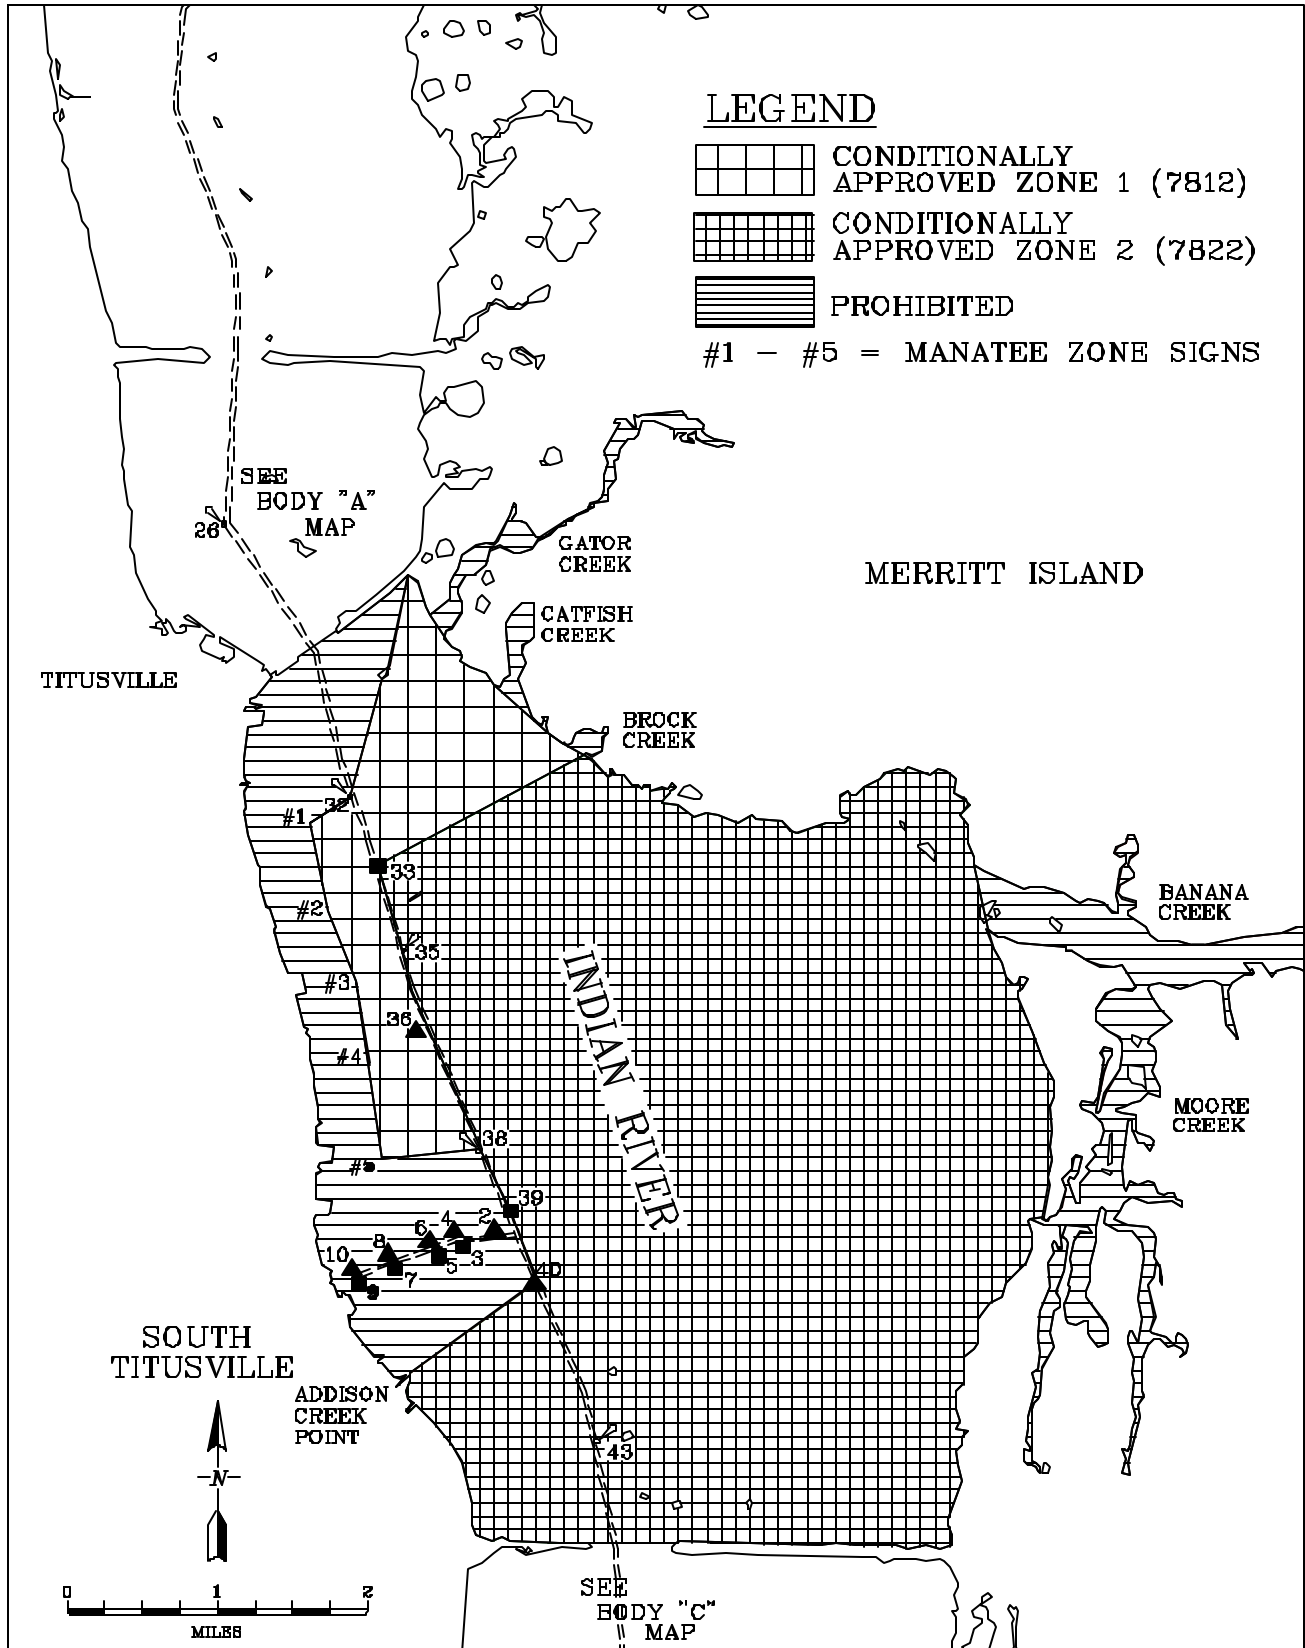 LEGEND
CONDITIONALLY
APPROVED ZONE 1 (7812)
CONDITIONALLY
APPROVED ZONE 2 (7822)
PROHIBITED
#1 - #5 = MANATEE ZONE SIGNS
SEE
BODY "A"
MAP
26
GATOR
CREEK
MERRITT ISLAND
CATFISH
CREEK
TITUSVILLE
BROCK
CREEK
32
#1
33
BANANA
CREEK
#2
35
#3
INDIAN RIVER
36
#4
MOORE
CREEK
38
#5
39
2
4
6
8
10
3
5
7
9
40
SOUTH
TITUSVILLE
ADDISON
CREEK
POINT
43
N
0 1 2
MILES
SEE
BODY "C"
MAP